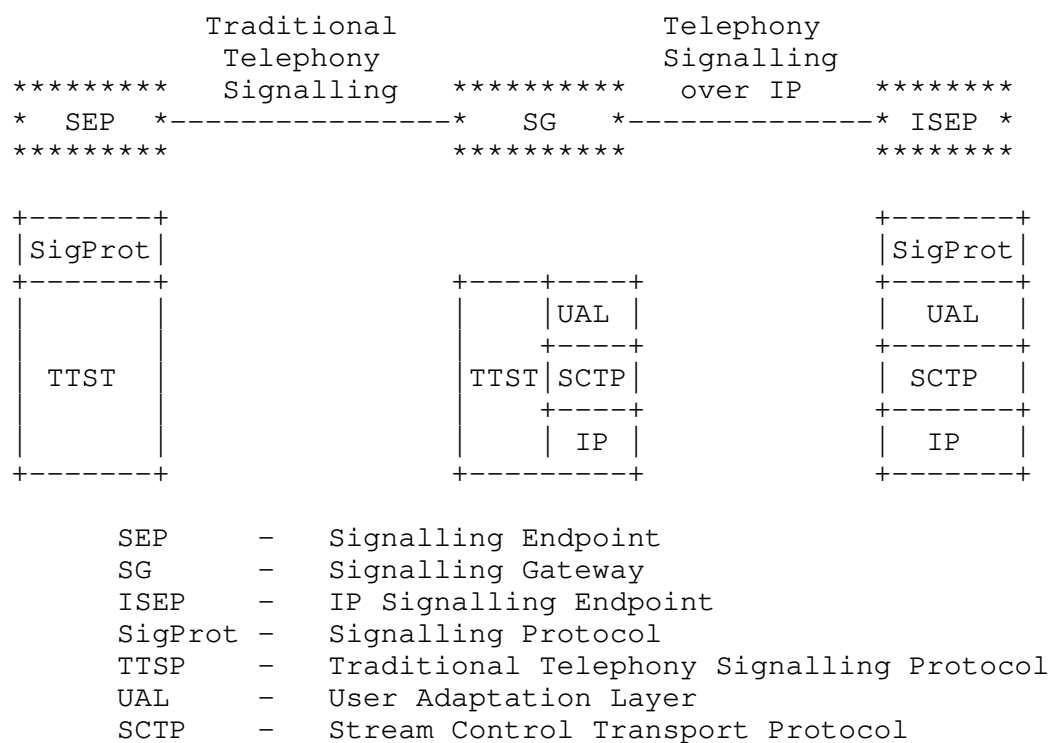 Traditional                   Telephony
             Telephony                    Signalling
*********    Signalling    **********      over IP    ********
*  SEP  *----------------*    SG    *--------------* ISEP *
*********                 **********               ********

+-------+                                          +-------+
|SigProt|                                          |SigProt|
+-------+                 +----+----+              +-------+
|       |                 |    |UAL |              |  UAL  |
|       |                 |    +----+              +-------+
| TTST  |                 |TTST|SCTP|              | SCTP  |
|       |                 |    +----+              +-------+
|       |                 |    | IP |              |  IP   |
+-------+                 +---------+              +-------+

SEP     -  Signalling Endpoint
SG      -  Signalling Gateway
ISEP    -  IP Signalling Endpoint
SigProt -  Signalling Protocol
TTSP    -  Traditional Telephony Signalling Protocol
UAL     -  User Adaptation Layer
SCTP    -  Stream Control Transport Protocol